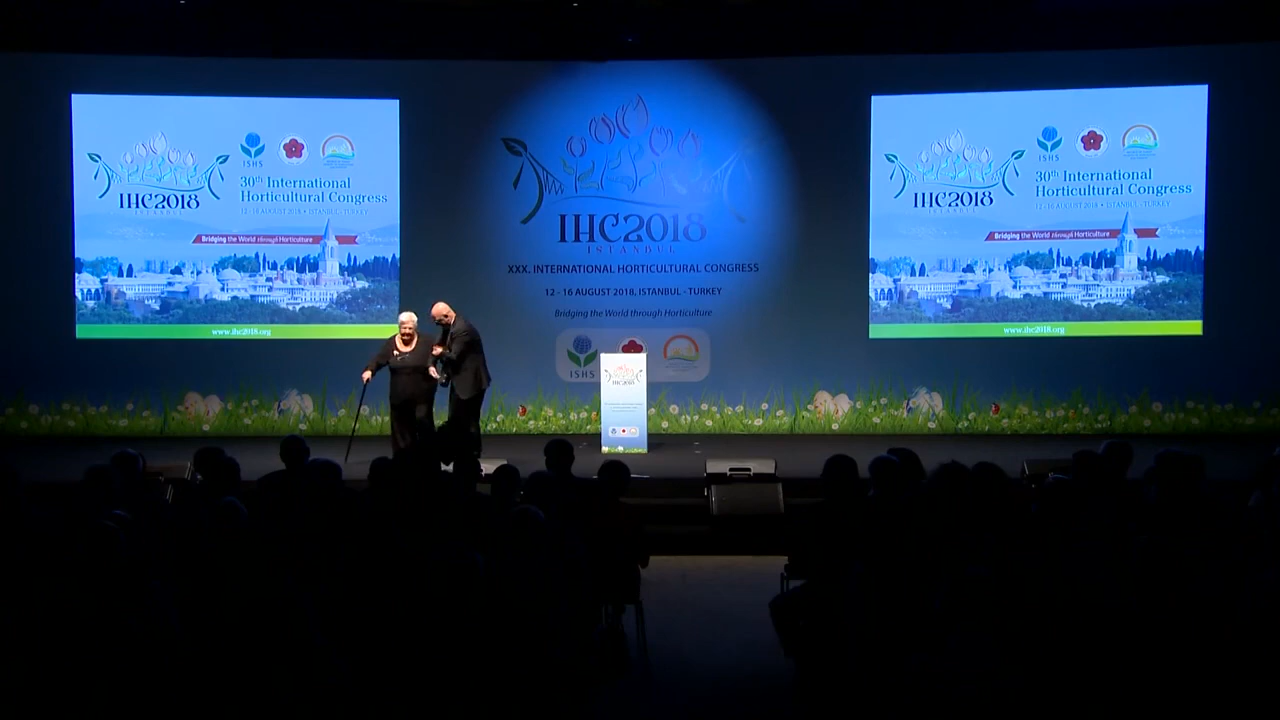 ISHS
30th International
Horticultural Congress
12 - 16 AUGUST 2018 • ISTANBUL - TURKEY
IHC2018
ISTANBUL
Bridging the World through Horticulture
www.ihc2018.org
IHC2018
ISTANBUL
XXX. INTERNATIONAL HORTICULTURAL CONGRESS
12 - 16 AUGUST 2018, ISTANBUL - TURKEY
Bridging the World through Horticulture
ISHS
IHC2018
ISHS
30th International
Horticultural Congress
12 - 16 AUGUST 2018 • ISTANBUL - TURKEY
IHC2018
ISTANBUL
Bridging the World through Horticulture
www.ihc2018.org